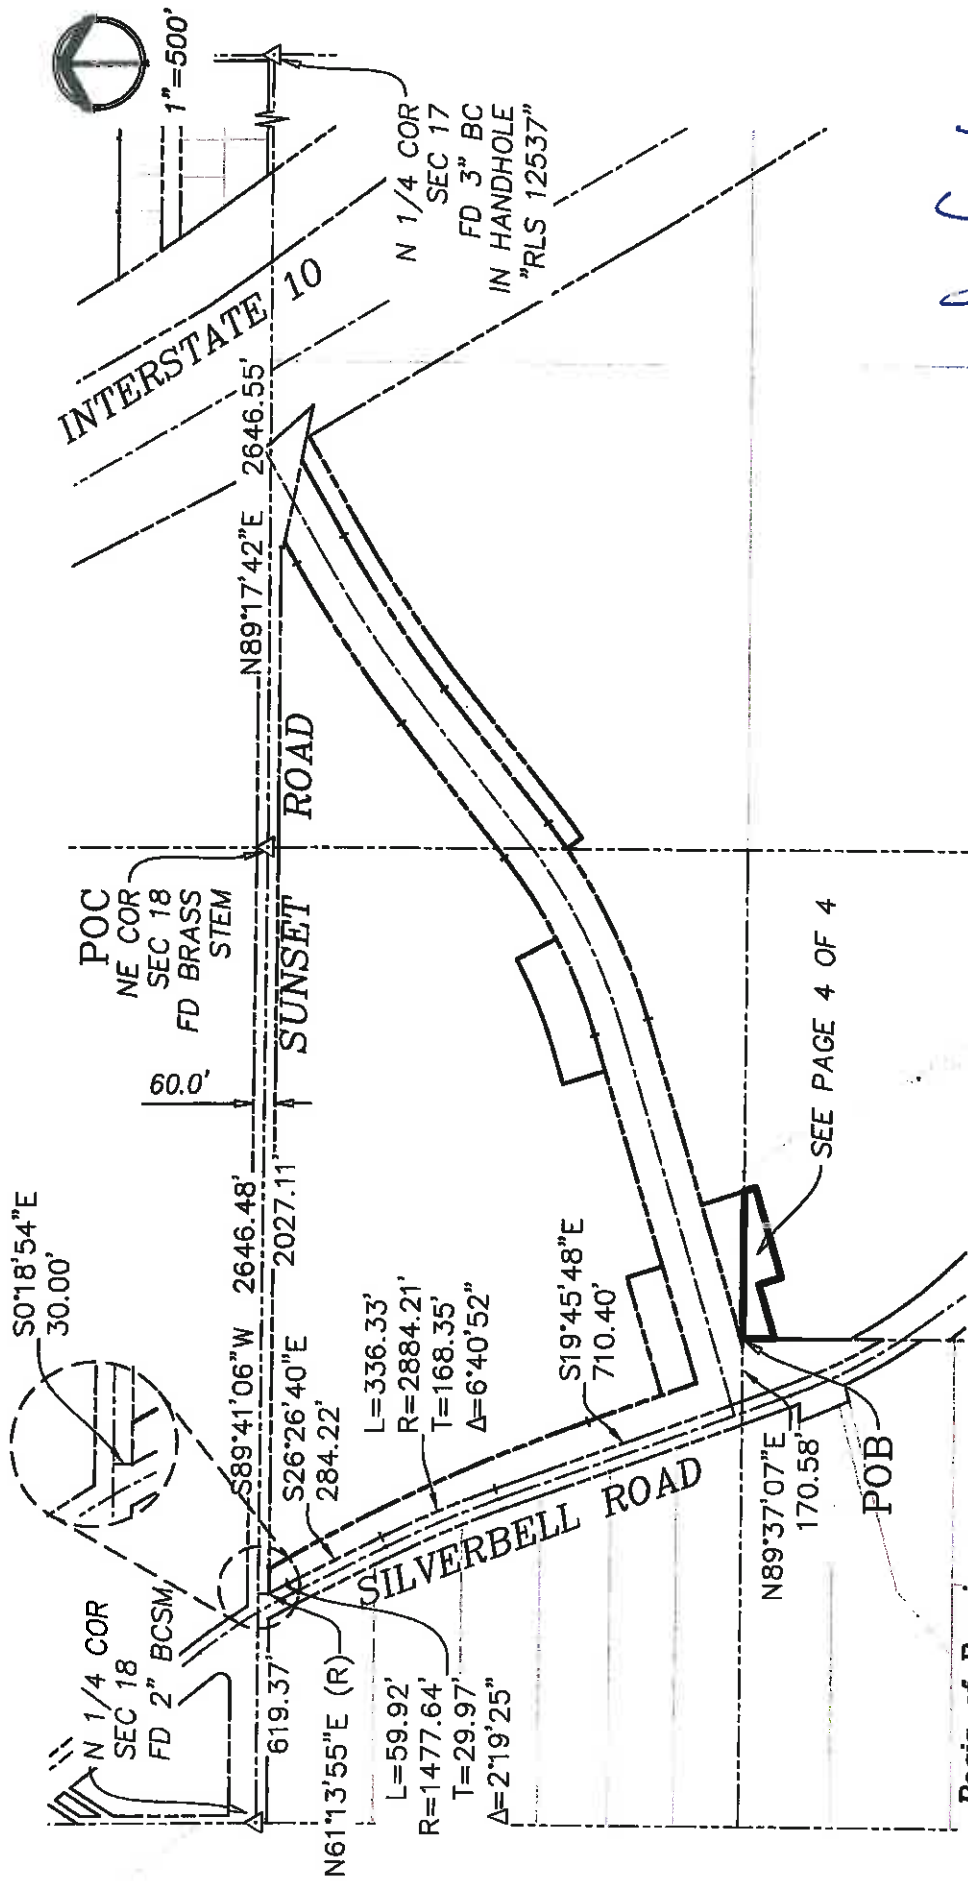 1"=500'
INTERSTATE 10
N 1/4 COR
SEC 17
FD 3" BC
IN HANDHOLE
"RLS 12537"
N89°17'42"E 2646.55'
POC
NE COR
SEC 18
FD BRASS
STEM
SUNSET ROAD
60.0'
S89°41'06"W 2646.48'
2027.11'
S0°18'54"E
30.00'
S26°26'40"E
284.22'
L=336.33'
R=2884.21'
T=168.35'
Δ=6°40'52"
S19°45'48"E
710.40'
SILVERBELL ROAD
N 1/4 COR
SEC 18
FD 2" BCSM
619.37'
N61°13'55"E (R)
L=59.92'
R=1477.64'
T=29.97'
Δ=2°19'25"
N89°37'07"E
170.58'
POB
SEE PAGE 4 OF 4